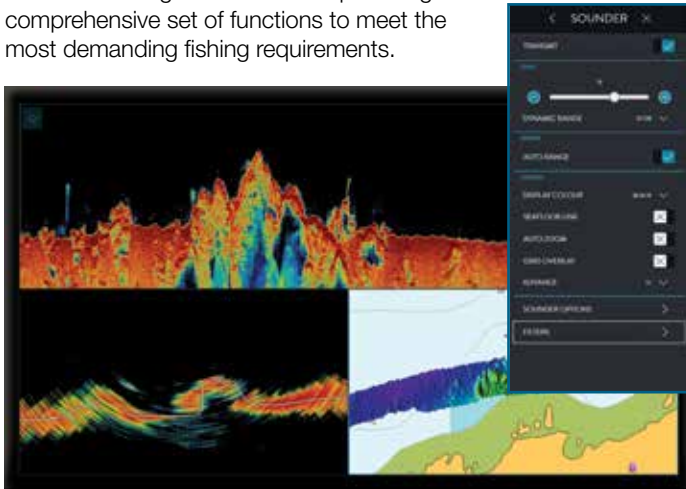 comprehensive set of functions to meet the
most demanding fishing requirements.
SOUNDER
TRANSMIT
DYNAMIC RANGE
AUTO RANGE
DISPLAY COLOUR
SEAFLOOR LINE
AUTO ZOOM
GRID OVERLAY
ADVANCE
SOUNDER OPTIONS
FILTERS